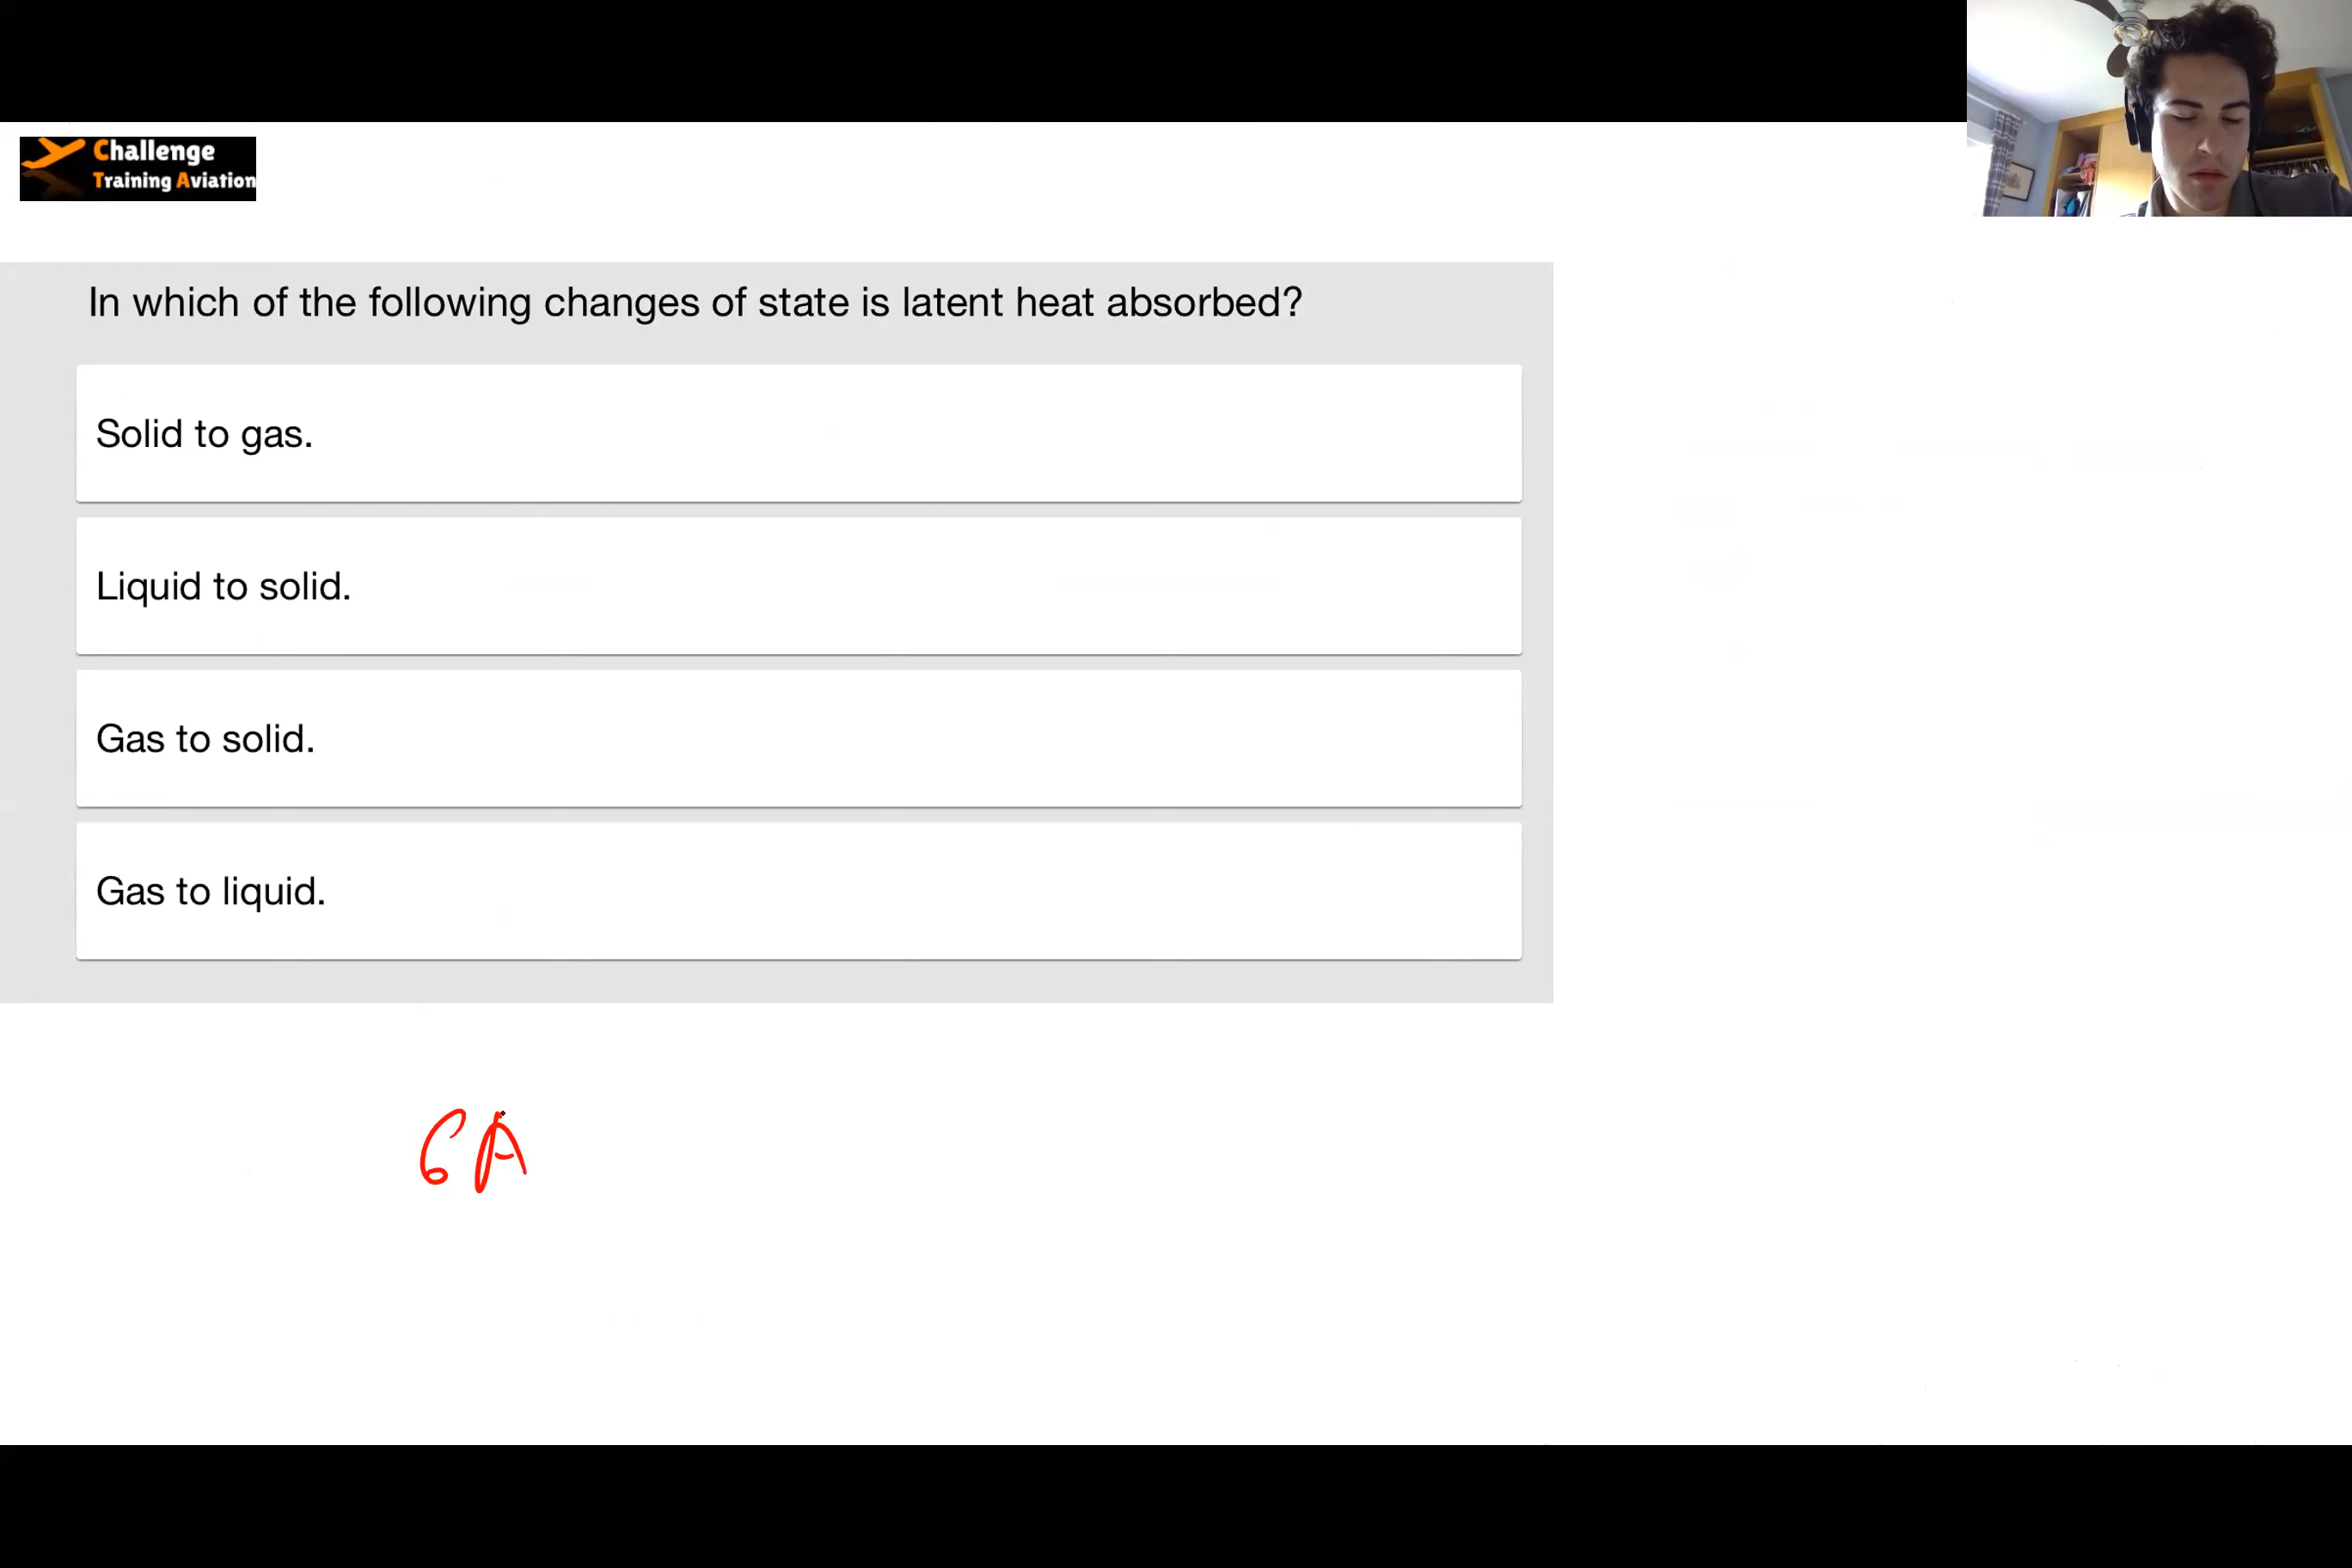 Challenge
Training Aviation
In which of the following changes of state is latent heat absorbed?
Solid to gas.
Liquid to solid.
Gas to solid.
Gas to liquid.
GA